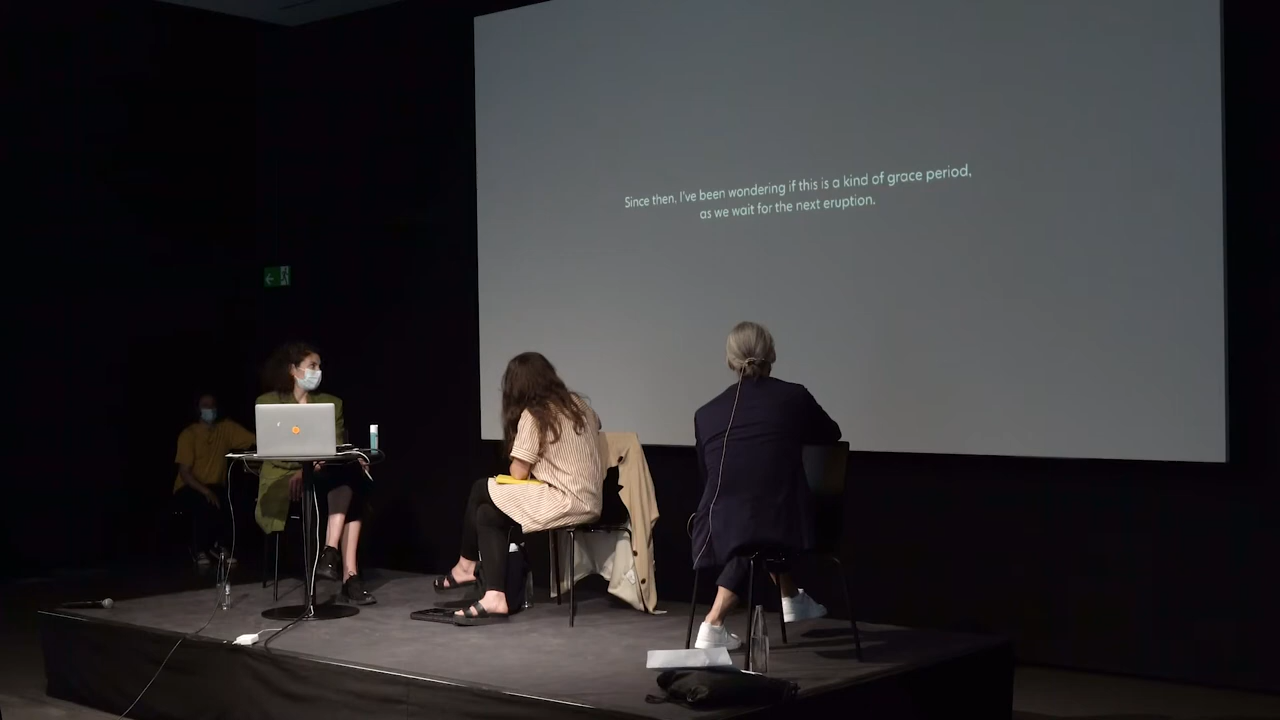 Since then, I've been wondering if this is a kind of grace period,
as we wait for the next eruption.